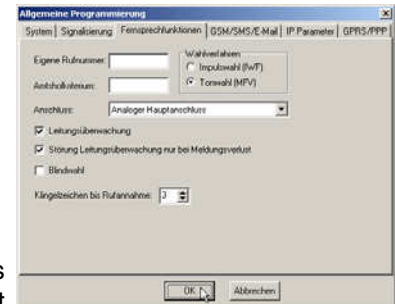 Allgemeine Programmierung
System Signalisierung Fernsprechfunktionen GSM/SMS/E-Mail IP Parameter GPRS/PPP
Eigene Rufnummer:
Wahlverfahren
Impulswahl (IWF)
Tonwahl (MFV)
Amtsholkriterium:
Anschluss: Analoger Hauptanschluss
Leitungsüberwachung
Störung Leitungsüberwachung nur bei Meldungsverlust
Blindwahl
Klingelzeichen bis Rufannahme: 3
s
t
OK Abbrechen